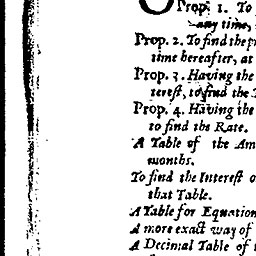 Prop. 1. To
any time,
Prop. 2. To find the p
time hereafter, at
Prop. 3. Having the
terest, to find the
Prop. 4. Having the
to find the Rate.
A Table of the Am
months.
To find the Interest o
that Table.
A Table for Equation
A more exact way of
A Decimal Table of